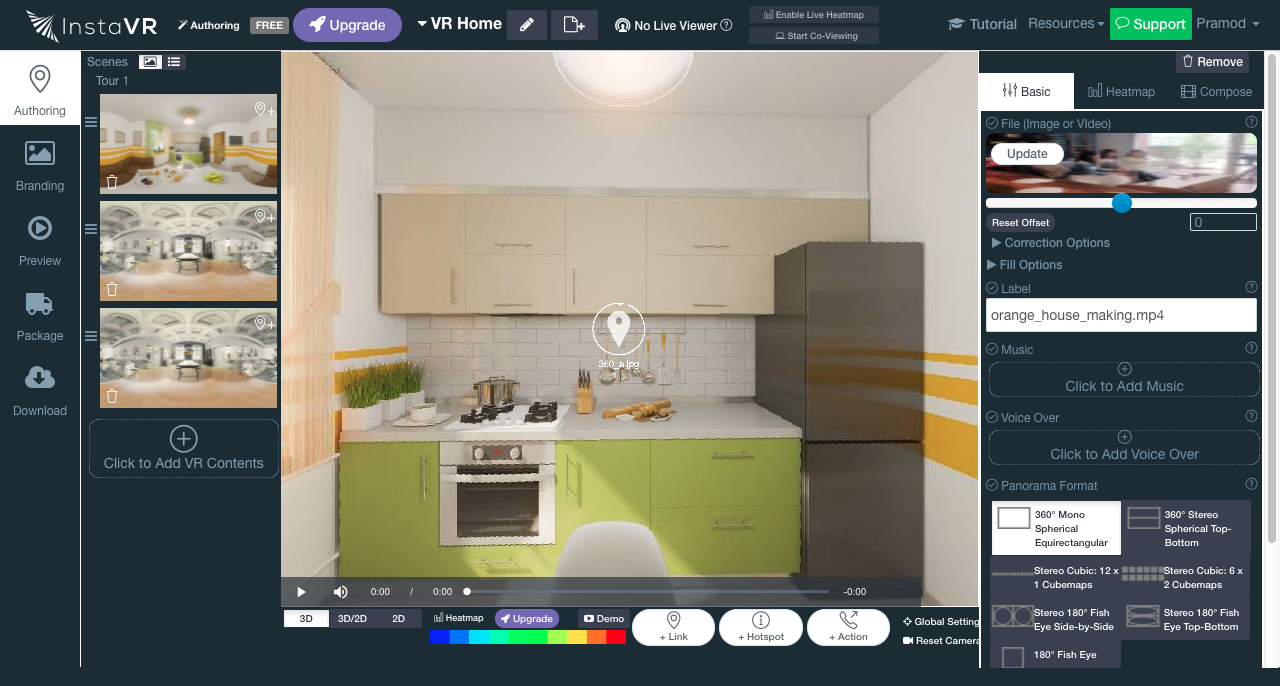 InstaVR
Authoring
FREE
Upgrade
VR Home
No Live Viewer
Enable Live Heatmap
Start Co-Viewing
Tutorial
Resources
Support
Pramod
Authoring
Branding
Preview
Package
Download
Scenes
Tour 1
Click to Add VR Contents
360_a.jpg
0:00 / 0:00 -0:00
3D
3D/2D
2D
Heatmap
Upgrade
Demo
+ Link
+ Hotspot
+ Action
Global Setting
Reset Camera
Remove
Basic
Heatmap
Compose
File (Image or VIdeo)
Update
Reset Offset
0
Correction Options
Fill Options
Label
orange_house_making.mp4
Music
Click to Add Music
Voice Over
Click to Add Voice Over
Panorama Format
360° Mono
Spherical
Equirectangular
360° Stereo
Spherical Top-
Bottom
Stereo Cubic: 12 x
1 Cubemaps
Stereo Cubic: 6 x
2 Cubemaps
Stereo 180° Fish
Eye Side-by-Side
Stereo 180° Fish
Eye Top-Bottom
180° Fish Eye